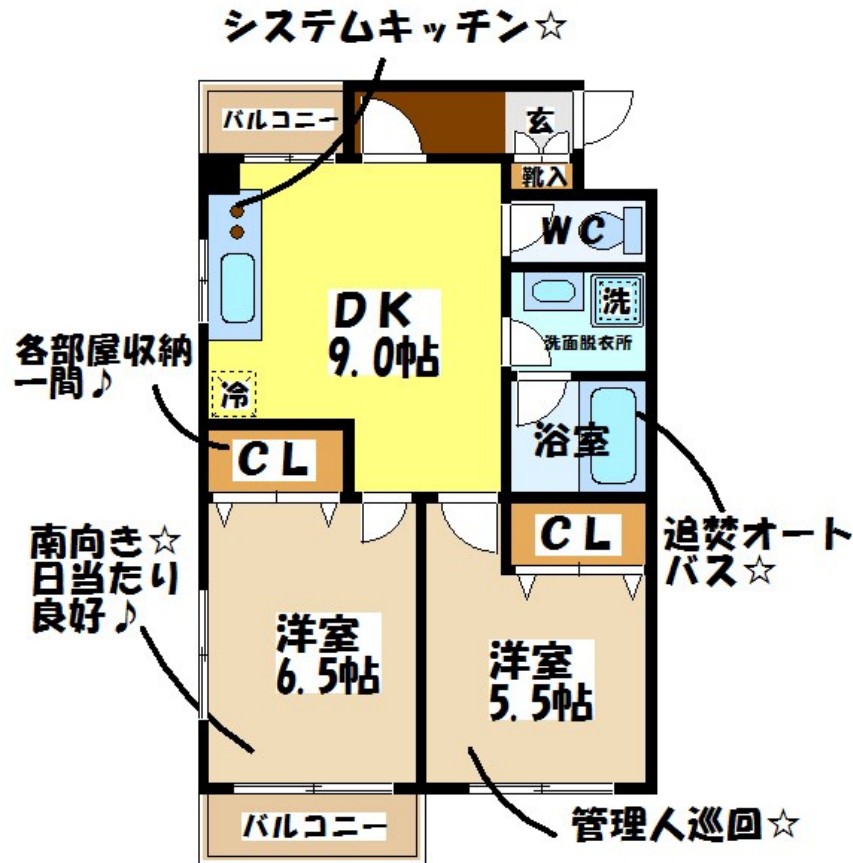 システムキッチン☆
バルコニー
玄
靴入
WC
洗
洗面脱衣所
DK
9.0帖
各部屋収納
一間♪
冷
浴室
CL
CL
南向き☆
日当たり
良好♪
追焚オート
バス☆
洋室
6.5帖
洋室
5.5帖
バルコニー
管理人巡回☆